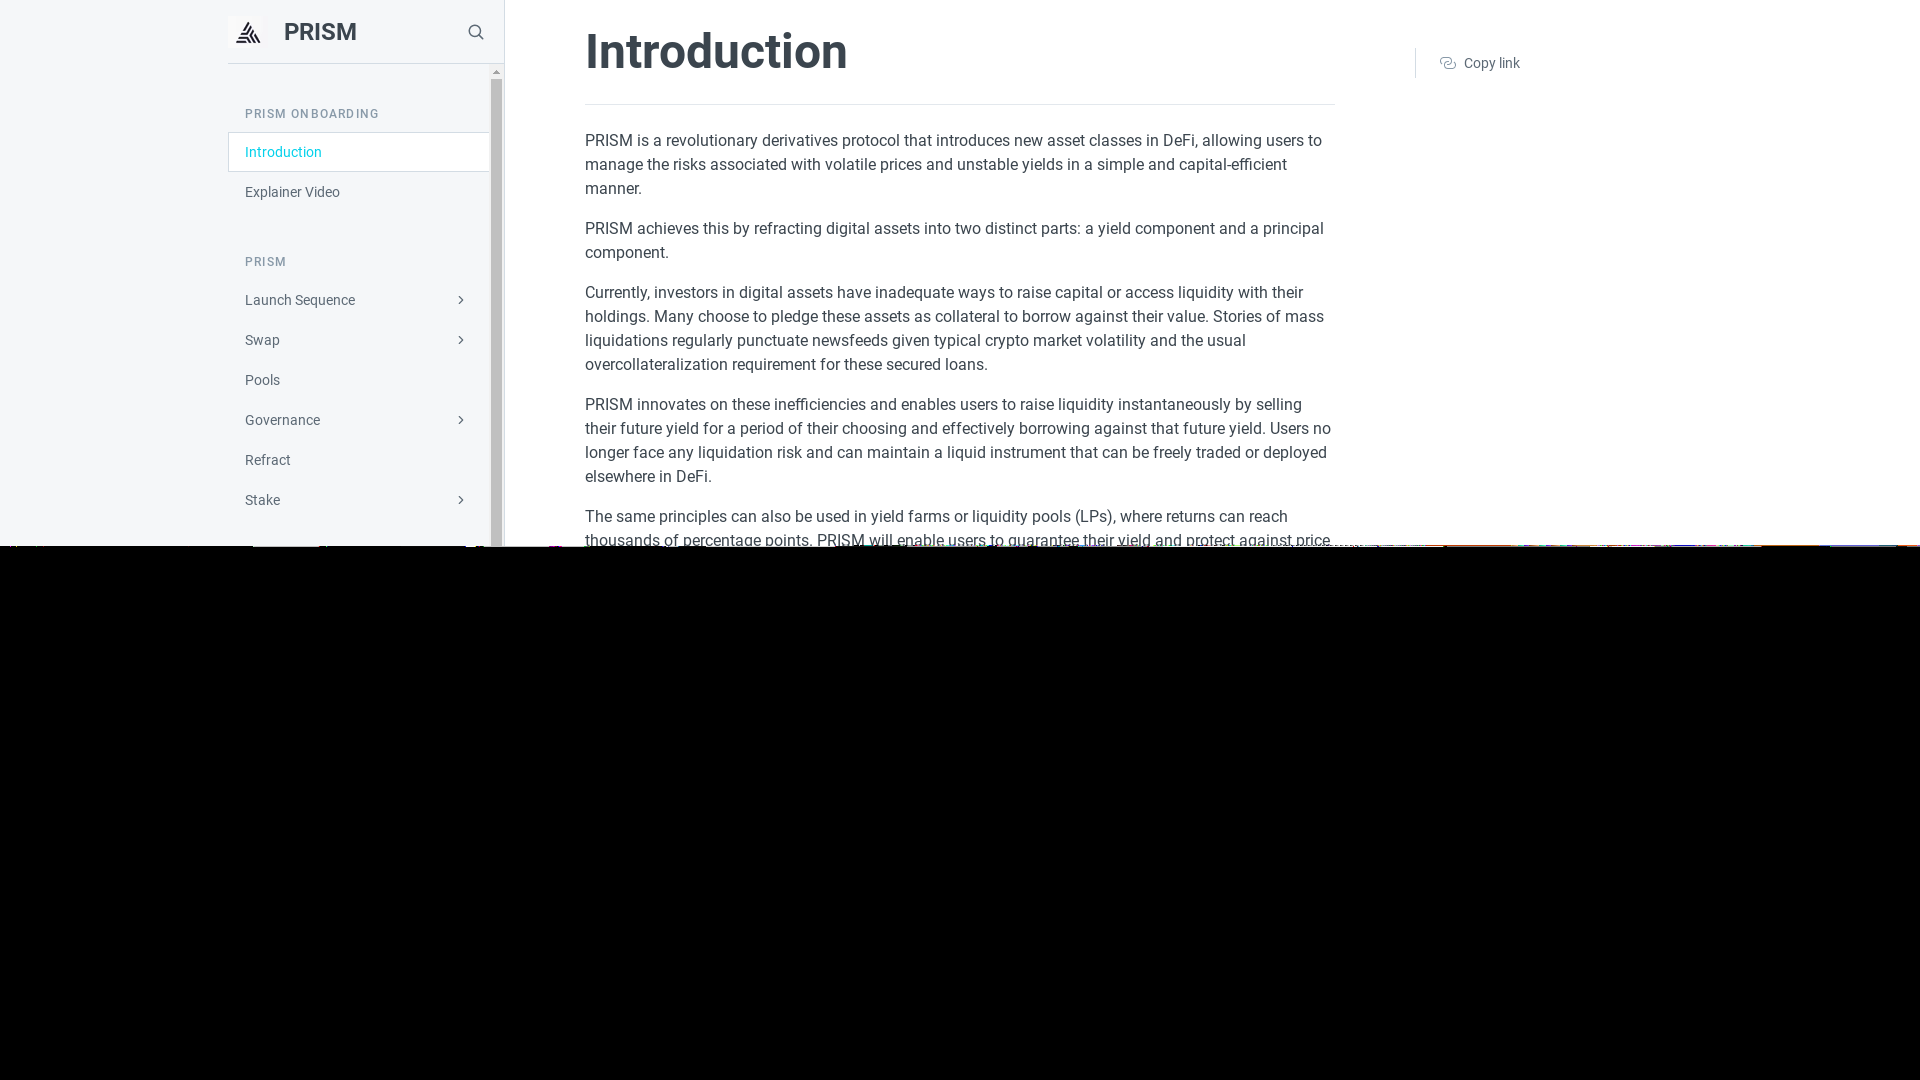 PRISM
PRISM ONBOARDING
Introduction
Explainer Video
PRISM
Launch Sequence
Swap
Pools
Governance
Refract
Stake
Introduction
PRISM is a revolutionary derivatives protocol that introduces new asset classes in DeFi, allowing users to
manage the risks associated with volatile prices and unstable yields in a simple and capital-efficient
manner.
PRISM achieves this by refracting digital assets into two distinct parts: a yield component and a principal
component.
Currently, investors in digital assets have inadequate ways to raise capital or access liquidity with their
holdings. Many choose to pledge these assets as collateral to borrow against their value. Stories of mass
liquidations regularly punctuate newsfeeds given typical crypto market volatility and the usual
overcollateralization requirement for these secured loans.
PRISM innovates on these inefficiencies and enables users to raise liquidity instantaneously by selling
their future yield for a period of their choosing and effectively borrowing against that future yield. Users no
longer face any liquidation risk and can maintain a liquid instrument that can be freely traded or deployed
elsewhere in DeFi.
The same principles can also be used in yield farms or liquidity pools (LPs), where returns can reach
thousands of percentage points. PRISM will enable users to guarantee their yield and protect against price
Copy link